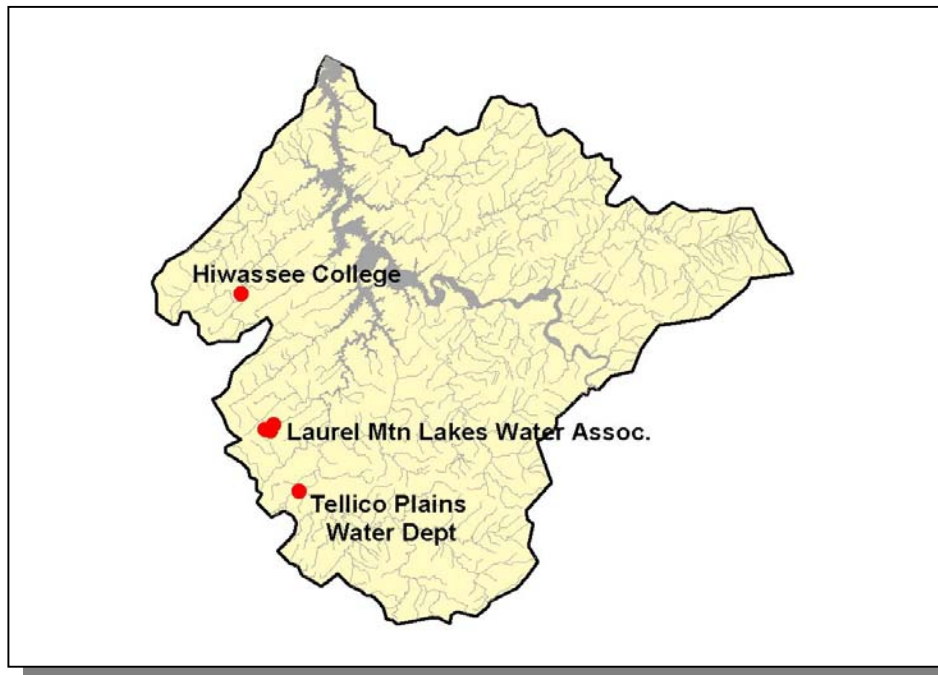 Hiwassee College
Laurel Mtn Lakes Water Assoc.
Tellico Plains
Water Dept